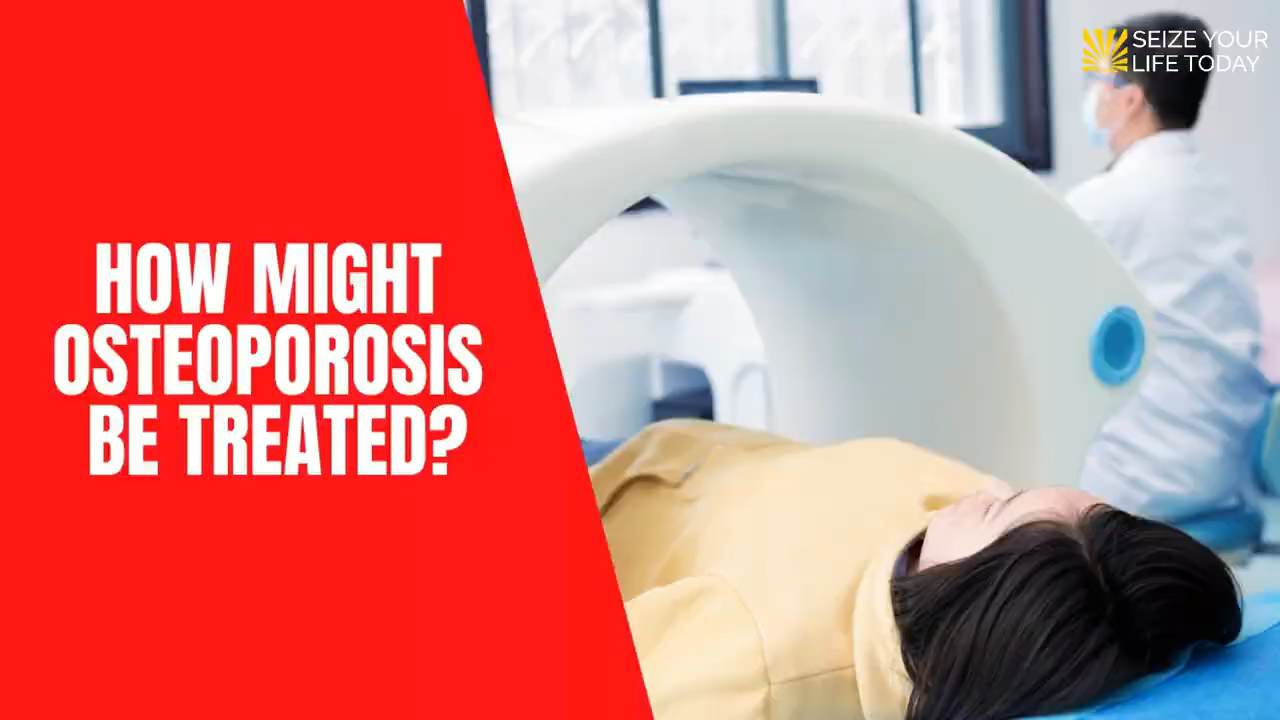 HOW MIGHT
OSTEOPOROSIS
BE TREATED?
SEIZE YOUR
LIFE TODAY